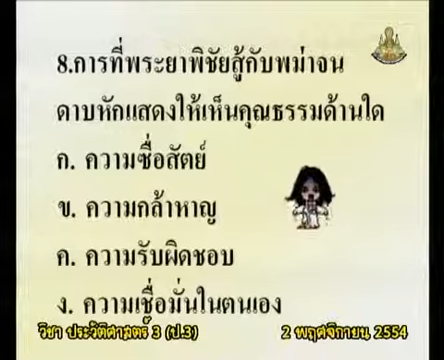 8.การที่พระยาพิชัยสู้กับพม่าจน
ดาบหักแสดงให้เห็นคุณธรรมด้านใด
ก. ความซื่อสัตย์
ข. ความกล้าหาญ
ค. ความรับผิดชอบ
ง. ความเชื่อมั่นในตนเอง
วิชา ประวัติศาสตร์ 3 (ป.3) 2 พฤศจิกายน 2554